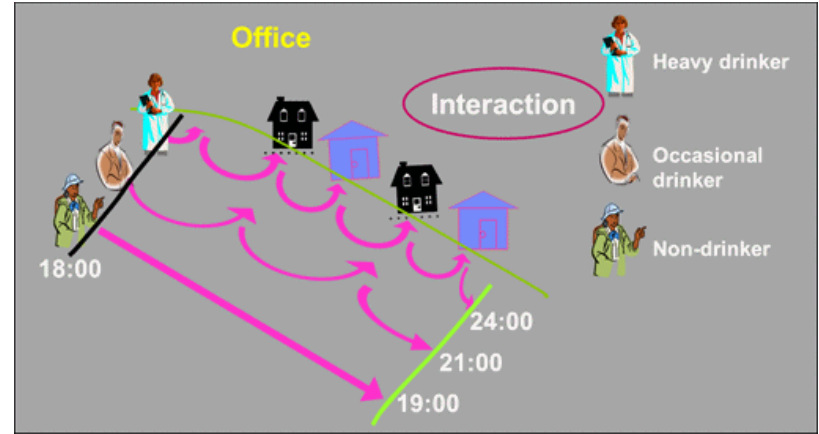 Office
Interaction
Heavy drinker
Occasional
drinker
Non-drinker
18:00
24:00
21:00
19:00